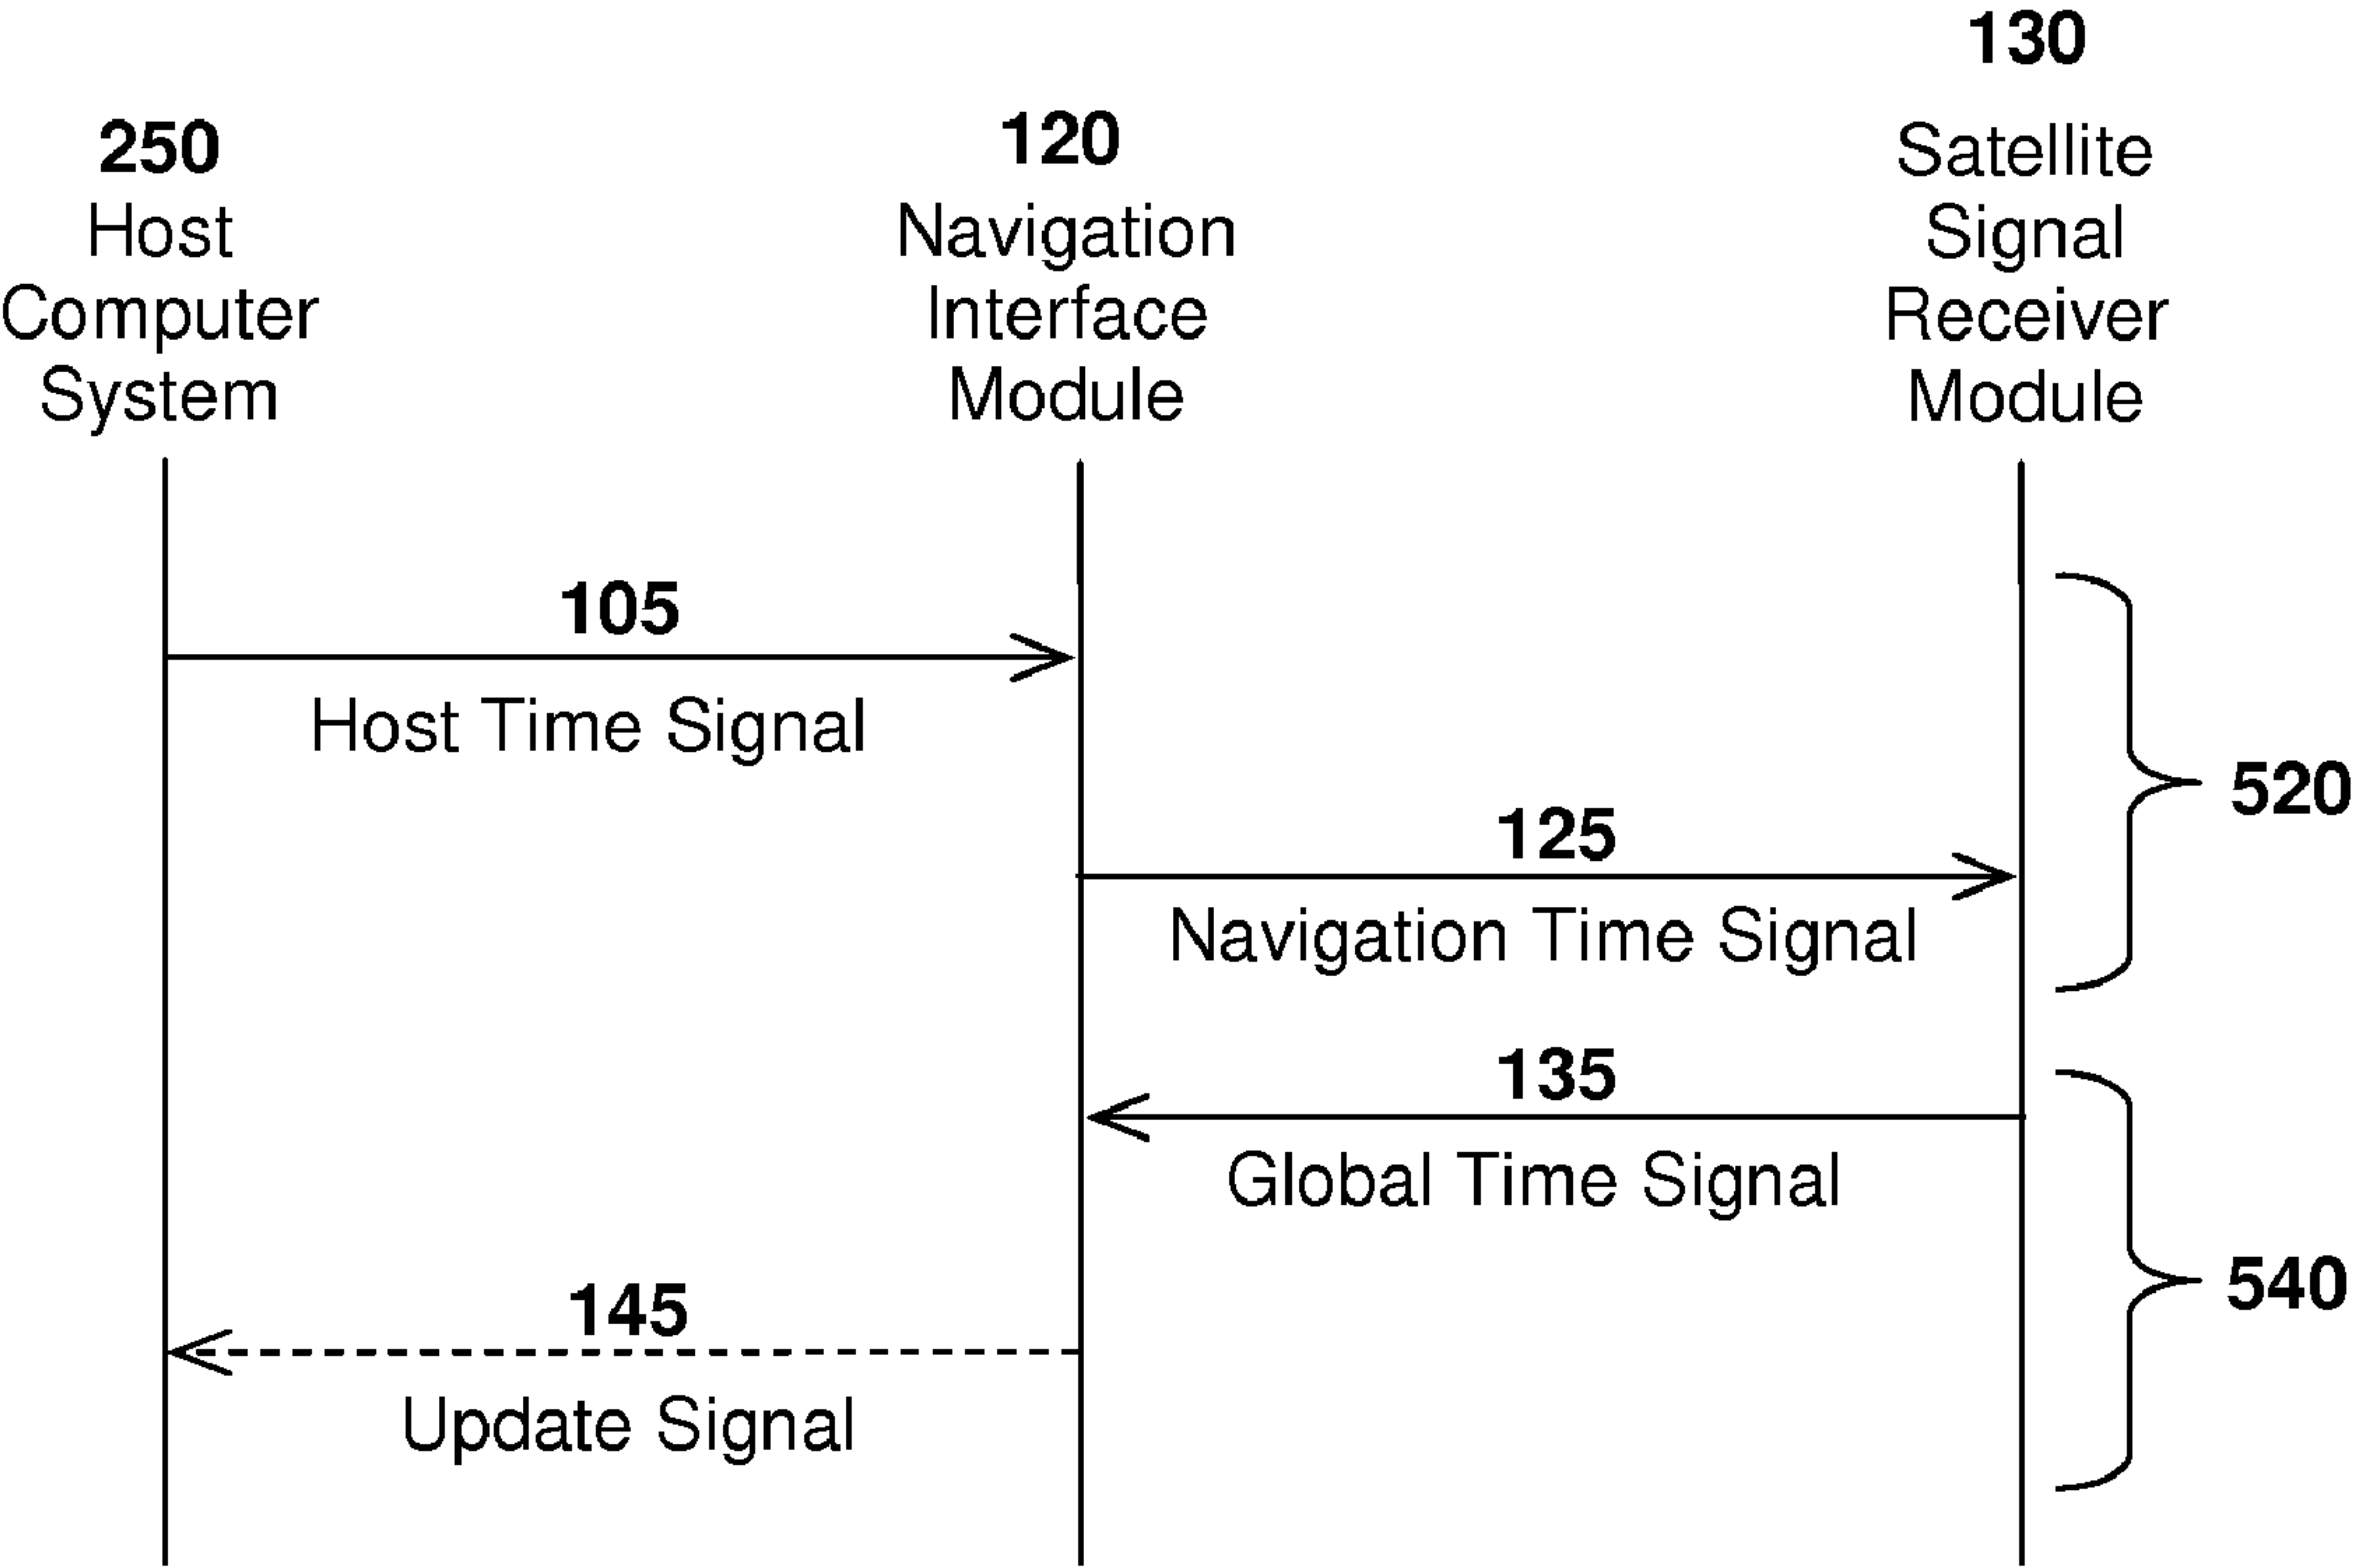 250
Host
Computer
System
120
Navigation
Interface
Module
130
Satellite
Signal
Receiver
Module
105
Host Time Signal
125
Navigation Time Signal
520
135
Global Time Signal
145
Update Signal
540